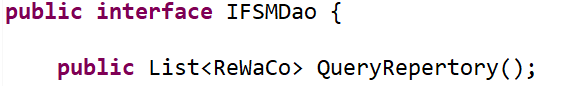 public interface IFSMDao {
public List<ReWaCo> QueryRepertory();